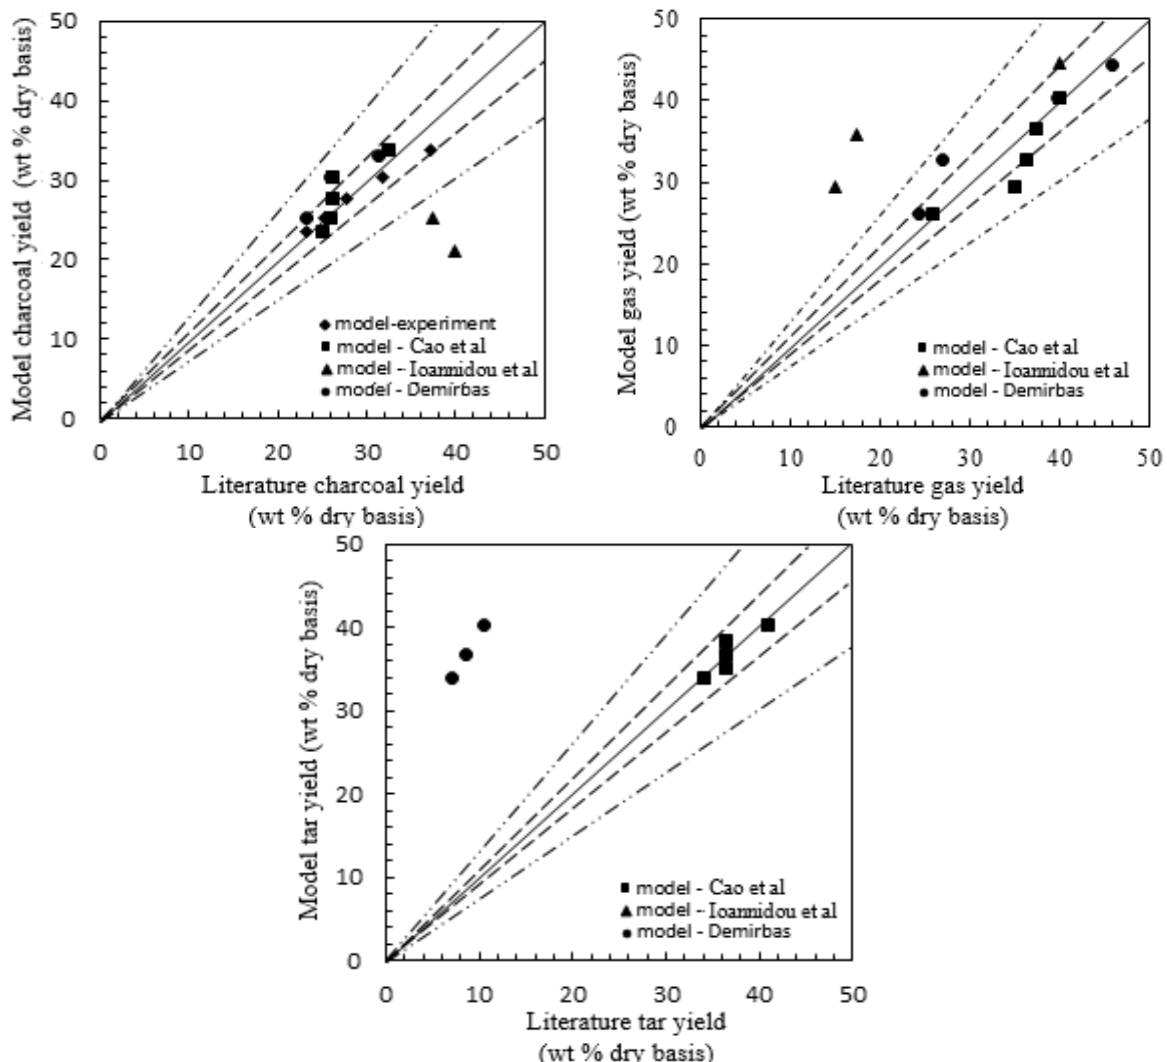 Model charcoal yield (wt % dry basis)
50
40
30
20
10
0
model-experiment
model - Cao et al
model - Ioannidou et al
model - Demirbas
0 10 20 30 40 50
Literature charcoal yield
(wt % dry basis)
Model gas yield (wt % dry basis)
50
40
30
20
10
0
model - Cao et al
model - Ioannidou et al
model - Demirbas
0 10 20 30 40 50
Literature gas yield
(wt % dry basis)
Model tar yield (wt % dry basis)
50
40
30
20
10
0
model - Cao et al
model - Ioannidou et al
model - Demirbas
0 10 20 30 40 50
Literature tar yield
(wt % dry basis)